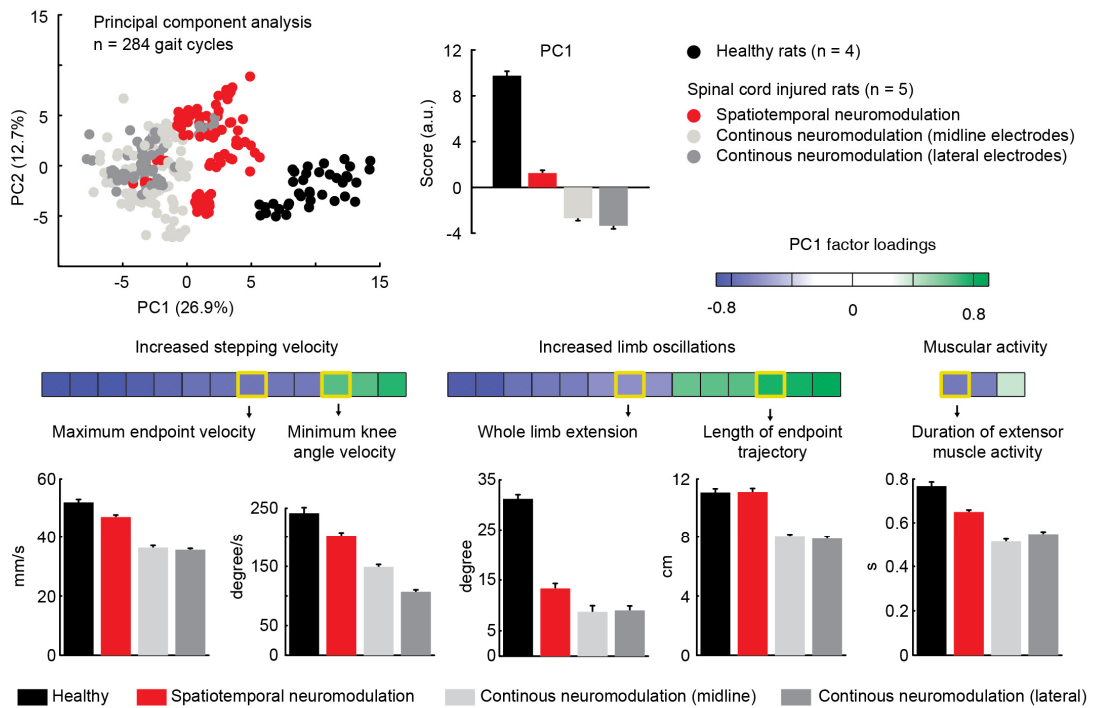 15
5
0
-5
PC2 (12.7%)
Principal component analysis
n = 284 gait cycles
-5
0
5
15
PC1 (26.9%)
PC1
12
8
4
0
-4
Score (a.u.)
Healthy rats (n = 4)
Spinal cord injured rats (n = 5)
Spatiotemporal neuromodulation
Continous neuromodulation (midline electrodes)
Continous neuromodulation (lateral electrodes)
PC1 factor loadings
-0.8
0
0.8
Increased stepping velocity
Increased limb oscillations
Muscular activity
Maximum endpoint velocity
Minimum knee
angle velocity
Whole limb extension
Length of endpoint
trajectory
Duration of extensor
muscle activity
60
40
20
0
mm/s
250
150
50
0
degree/s
35
25
15
5
0
degree
12
8
4
0
cm
0.8
0.6
0.4
0.2
0
s
Healthy
Spatiotemporal neuromodulation
Continous neuromodulation (midline)
Continous neuromodulation (lateral)